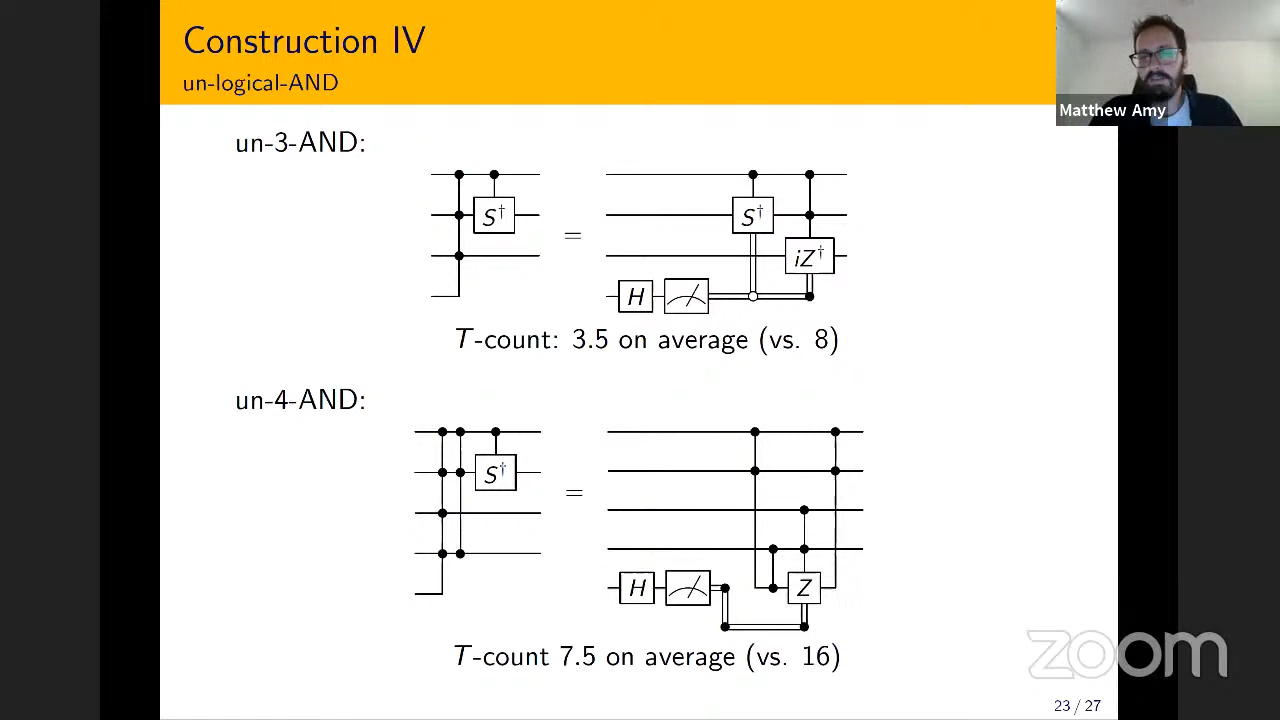 Construction IV
un-logical-AND
Matthew Amy
un-3-AND:
S† = S†
iZ†
H
T-count: 3.5 on average (vs. 8)
un-4-AND:
S† =
H Z
T-count 7.5 on average (vs. 16)
zoom
23 / 27